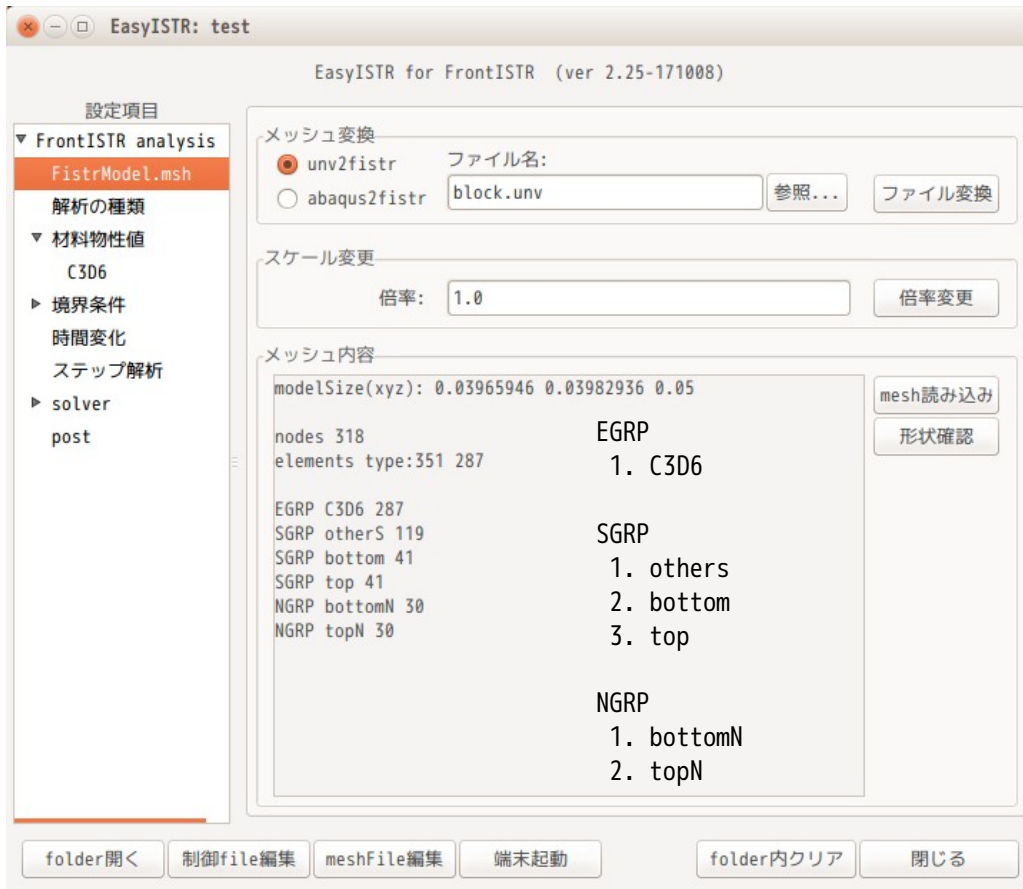 EasyISTR: test
EasyISTR for FrontISTR (ver 2.25-171008)
設定項目
FrontISTR analysis
FistrModel.msh
解析の種類
材料物性値
C3D6
境界条件
時間変化
ステップ解析
solver
post
メッシュ変換
unv2fistr
abaqus2fistr
ファイル名:
block.unv
参照...
ファイル変換
スケール変更
倍率:
1.0
倍率変更
メッシュ内容
modelSize(xyz): 0.03965946 0.03982936 0.05
nodes 318
elements type:351 287
EGRP C3D6 287
SGRP otherS 119
SGRP bottom 41
SGRP top 41
NGRP bottomN 30
NGRP topN 30
EGRP
1. C3D6
SGRP
1. others
2. bottom
3. top
NGRP
1. bottomN
2. topN
mesh読み込み
形状確認
folder開く
制御file編集
meshFile編集
端末起動
folder内クリア
閉じる